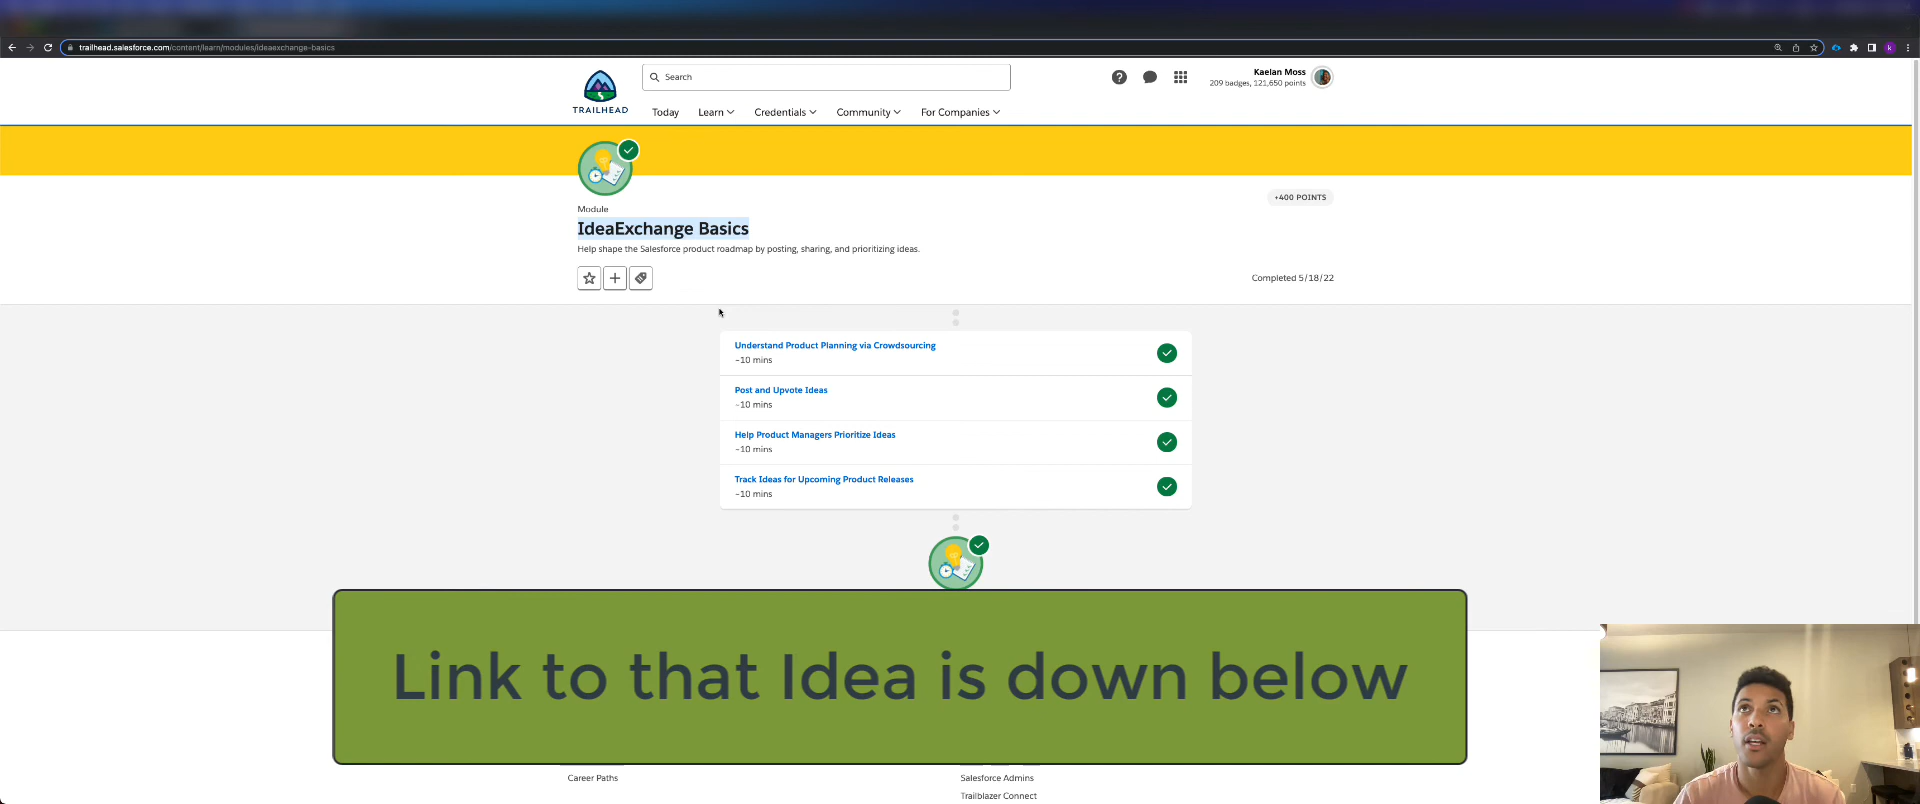 trailhead.salesforce.com/content/learn/modules/ideaexchange-basics
k
Search
Kaelan Moss
209 badges, 121,650 points
TRAILHEAD
Today Learn Credentials Community For Companies
+400 POINTS
Module
IdeaExchange Basics
Help shape the Salesforce product roadmap by posting, sharing, and prioritizing ideas.
Completed 5/18/22
Understand Product Planning via Crowdsourcing
~10 mins
Post and Upvote Ideas
~10 mins
Help Product Managers Prioritize Ideas
~10 mins
Track Ideas for Upcoming Product Releases
~10 mins
Link to that Idea is down below
Career Paths
Salesforce Admins
Trailblazer Connect